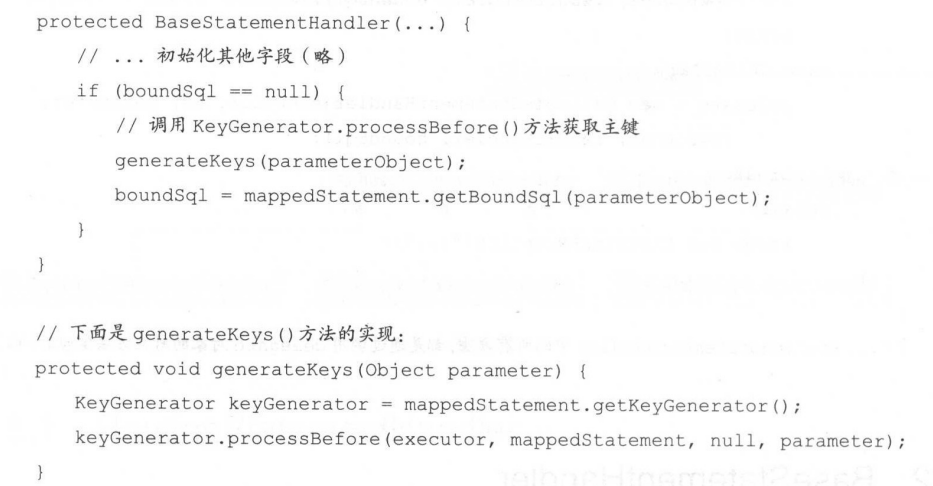 protected BaseStatementHandler(...) {
// ... 初始化其他字段（略）
if (boundSql == null) {
// 调用 KeyGenerator.processBefore()方法获取主键
generateKeys(parameterObject);
boundSql = mappedStatement.getBoundSql(parameterObject);
}
}
// 下面是 generateKeys()方法的实现：
protected void generateKeys(Object parameter) {
KeyGenerator keyGenerator = mappedStatement.getKeyGenerator();
keyGenerator.processBefore(executor, mappedStatement, null, parameter);
}